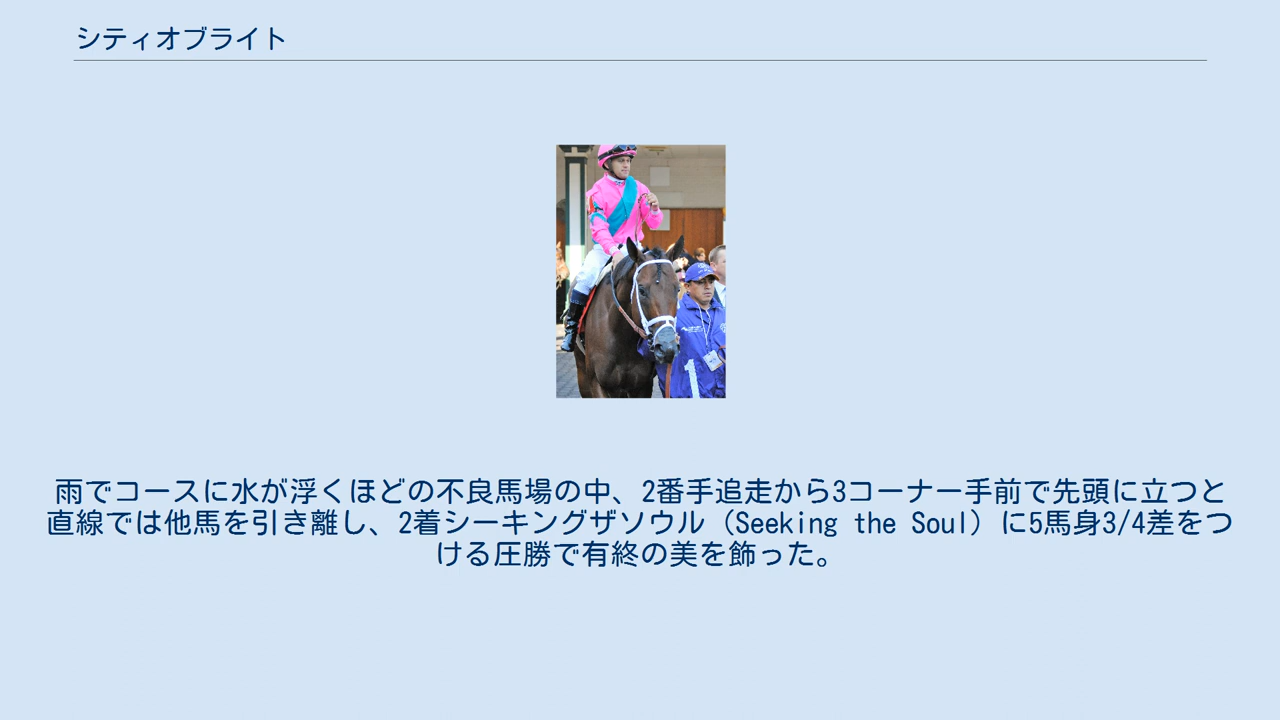 シティオブライト
1
雨でコースに水が浮くほどの不良馬場の中、2番手追走から3コーナー手前で先頭に立つと
直線では他馬を引き離し、2着シーキングザソウル（Seeking the Soul）に5馬身3/4差をつ
ける圧勝で有終の美を飾った。